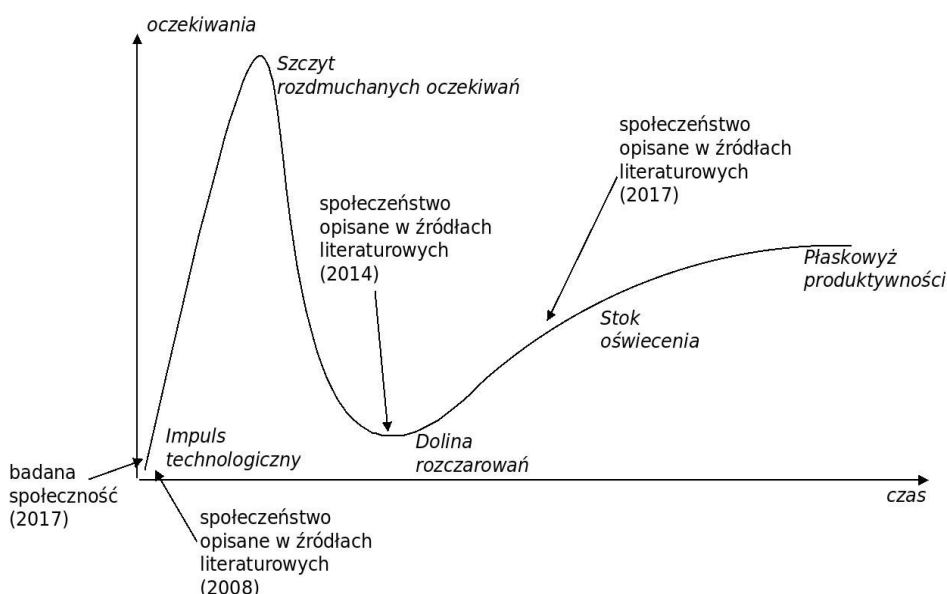 oczekiwania
Szczyt
rozdmuchanych oczekiwań
społeczeństwo
opisane w źródłach
literaturowych
(2017)
społeczeństwo
opisane w źródłach
literaturowych
(2014)
Płaskowyż
produktywności
Stok
oświecenia
Impuls
technologiczny
Dolina
rozczarowań
badana
społeczność
(2017)
czas
społeczeństwo
opisane w źródłach
literaturowych
(2008)